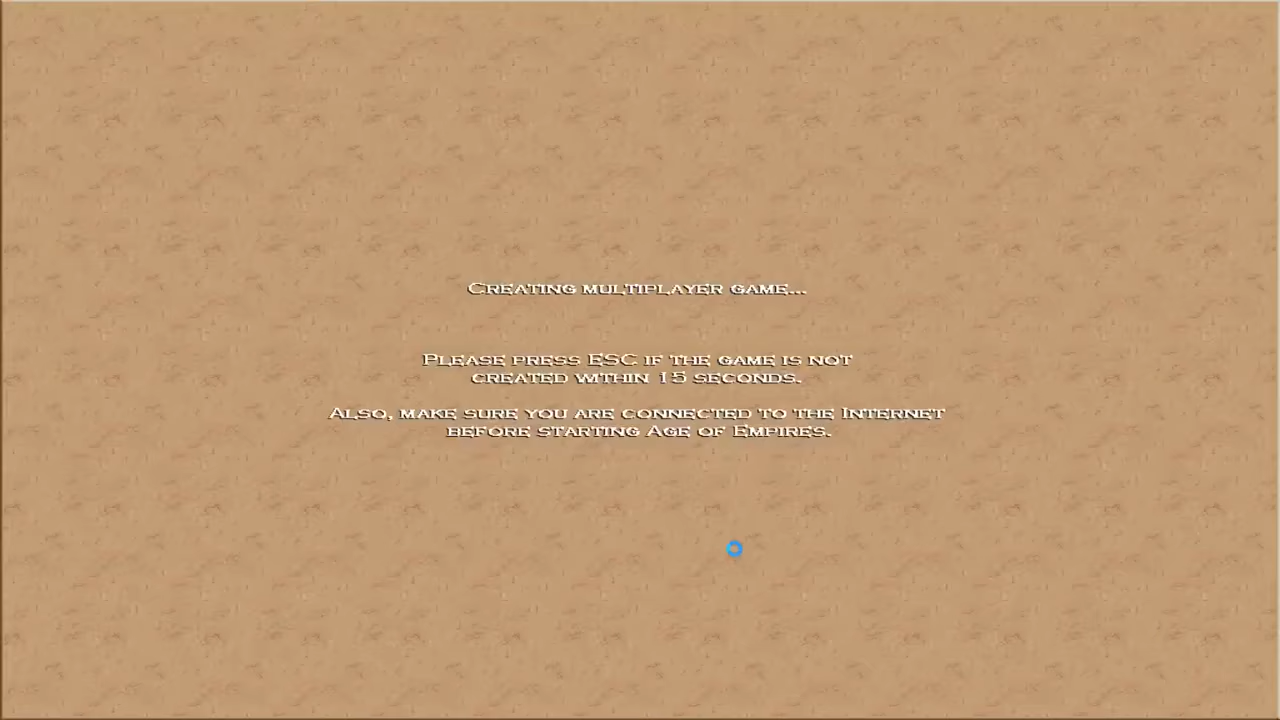 Creating multiplayer game...
Please press ESC if the game is not
created within 15 seconds.
Also, make sure you are connected to the Internet
before starting Age of Empires.